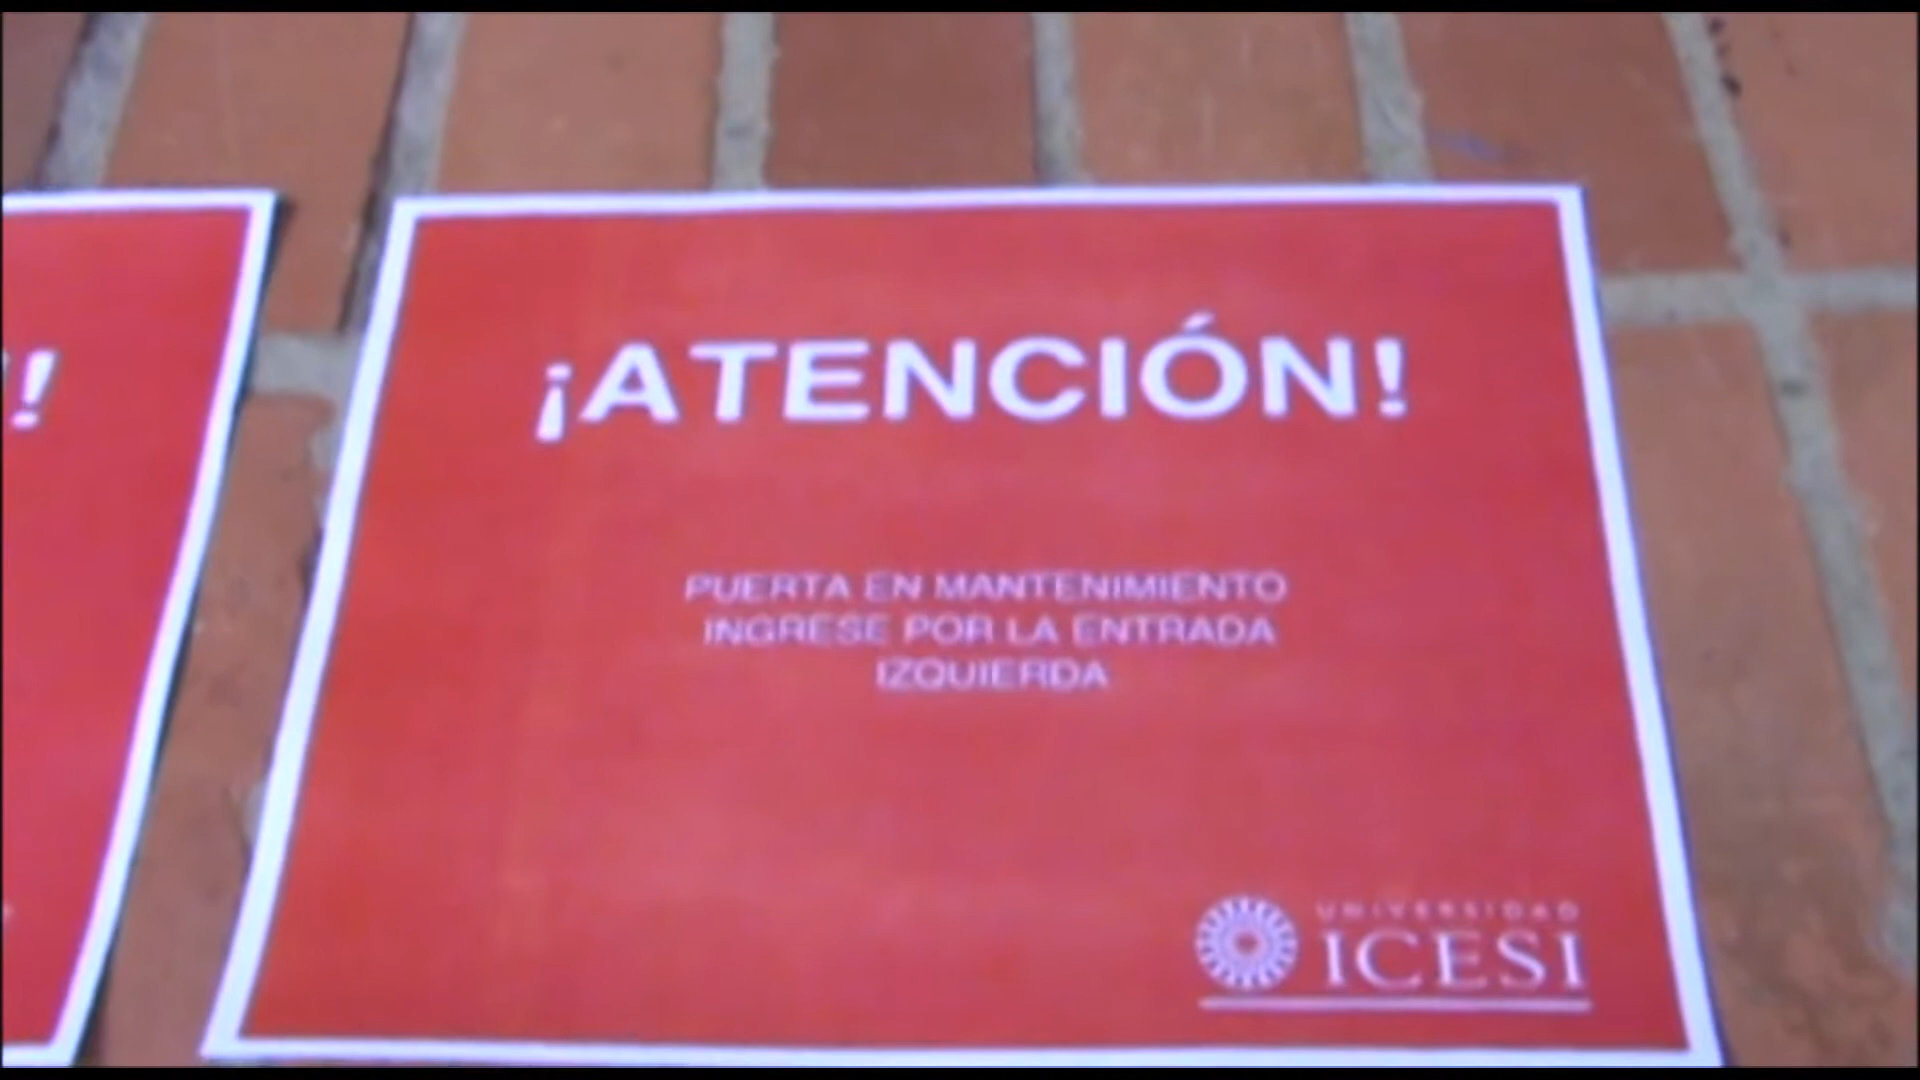 !
¡ATENCIÓN!
PUERTA EN MANTENIMIENTO
INGRESE POR LA ENTRADA
IZQUIERDA
UNIVERSIDAD
ICESI